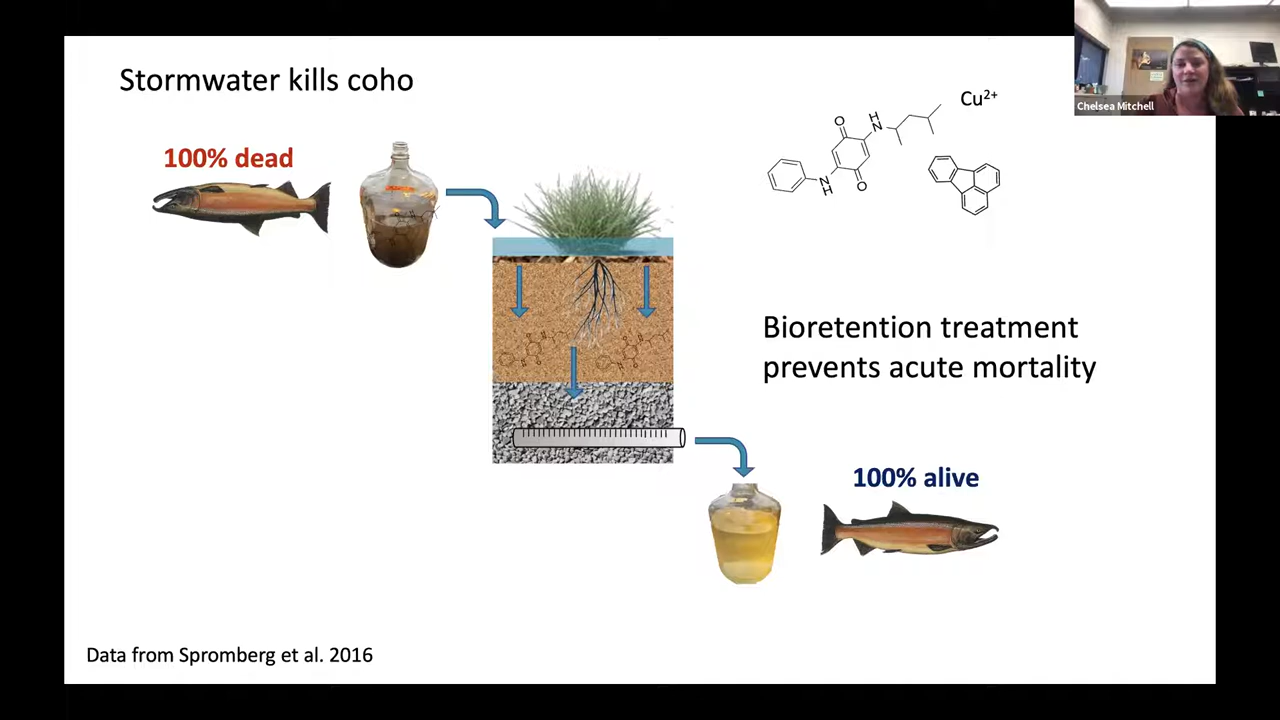 Stormwater kills coho
100% dead
Cu2+
O
H
N
N
H
O
Chelsea Mitchell
Bioretention treatment
prevents acute mortality
100% alive
Data from Spromberg et al. 2016